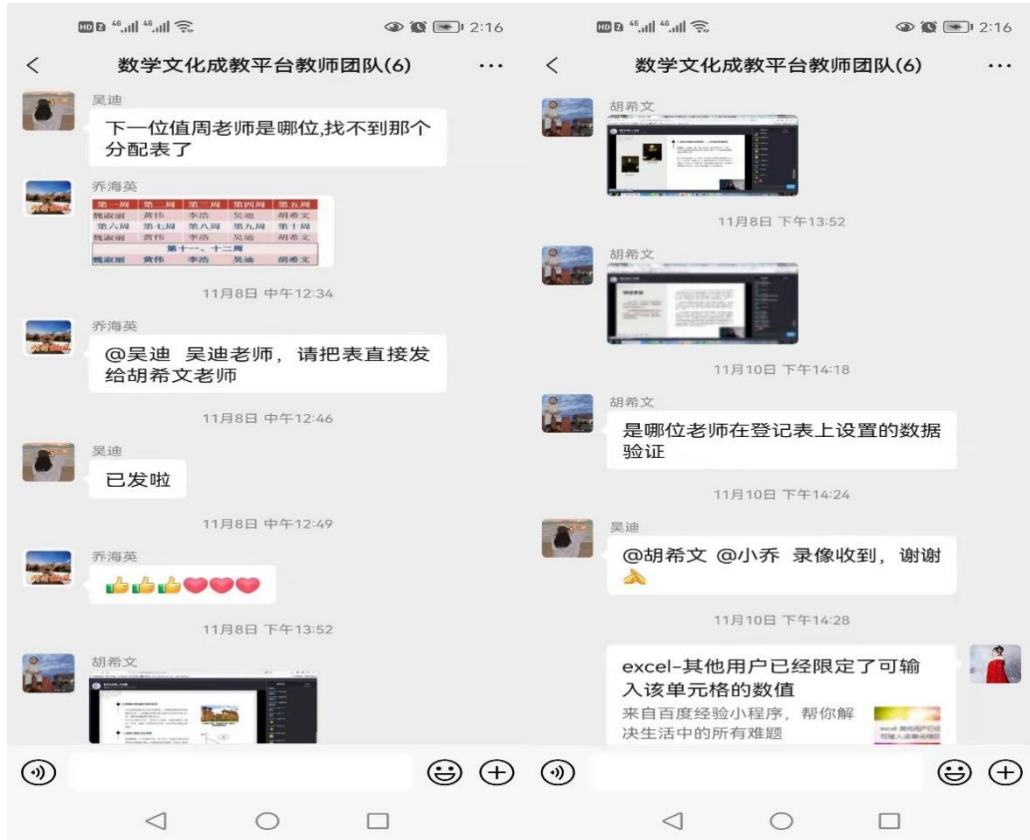 HD 2 46 46 2:16
数学文化成教平台教师团队(6)
吴迪
下一位值周老师是哪位,找不到那个
分配表了
乔海英
第一周 第二周 第三周 第四周 第五周
魏淑丽 黄伟 李浩 吴迪 胡希文
第六周 第七周 第八周 第九周 第十周
魏淑丽 黄伟 李浩 吴迪 胡希文
第十一、十二周
魏淑丽 黄伟 李浩 吴迪 胡希文
11月8日 中午12:34
乔海英
@吴迪 吴迪老师，请把表直接发
给胡希文老师
11月8日 中午12:46
吴迪
已发啦
11月8日 中午12:49
乔海英
11月8日 下午13:52
胡希文
HD 2 46 46 2:16
数学文化成教平台教师团队(6)
胡希文
11月8日 下午13:52
胡希文
11月10日 下午14:18
胡希文
是哪位老师在登记表上设置的数据
验证
11月10日 下午14:24
吴迪
@胡希文 @小乔 录像收到，谢谢
11月10日 下午14:28
excel-其他用户已经限定了可输
入该单元格的数值
来自百度经验小程序，帮你解
决生活中的所有难题